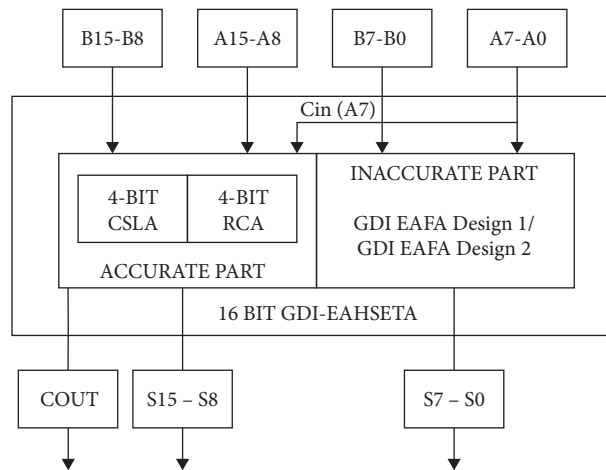 B15-B8
A15-A8
B7-B0
A7-A0
Cin (A7)
4-BIT
CSLA
4-BIT
RCA
ACCURATE PART
INACCURATE PART
GDI EAFA Design 1/
GDI EAFA Design 2
16 BIT GDI-EAHSETA
COUT
S15 – S8
S7 – S0